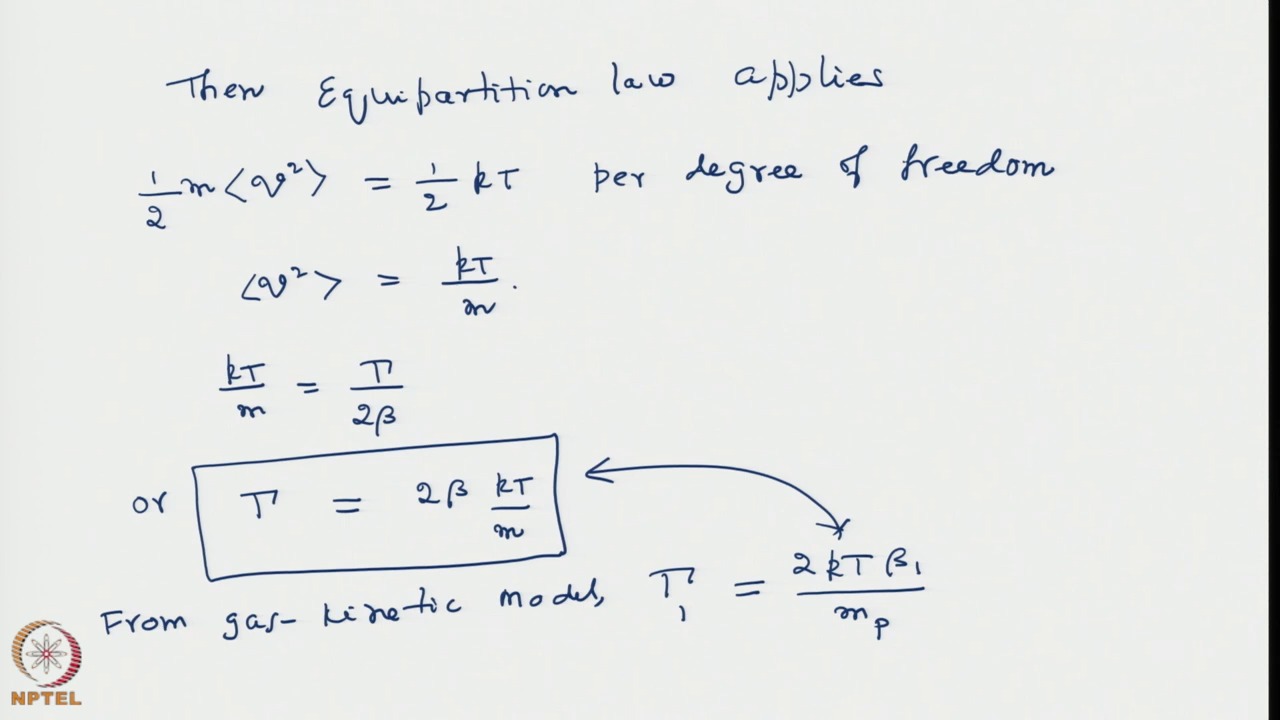 Then Equipartition law applies
1/2 m⟨v²⟩ = 1/2 kT per degree of freedom
⟨v²⟩ = kT/m.
kT/m = Γ/2β
or Γ = 2β kT/m
From gas-kinetic model, Γ₁ = 2kTβ₁/mₚ
NPTEL